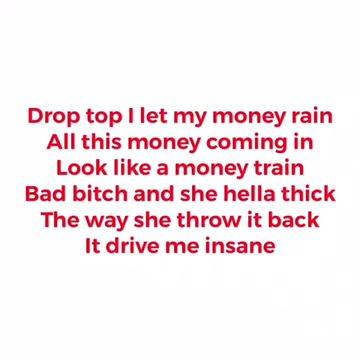 Drop top I let my money rain
All this money coming in
Look like a money train
Bad bitch and she hella thick
The way she throw it back
It drive me insane